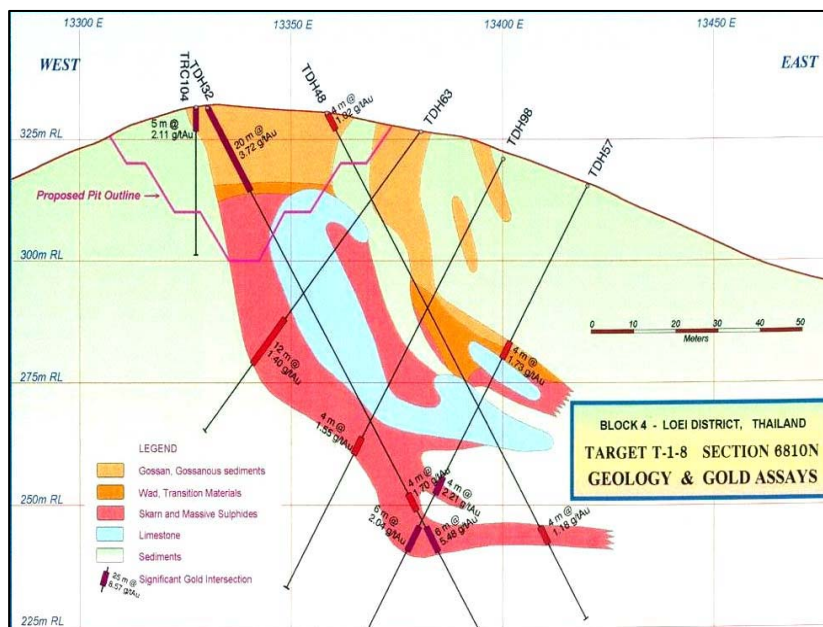 13300 E
13350 E
13400 E
13450 E
WEST
EAST
TRC104
TDH32
TDH48
TDH63
TDH98
TDH57
325m RL
300m RL
275m RL
250m RL
225m RL
5 m @
2.11 g/tAu
20 m @
3.72 g/tAu
4 m @
1.82 g/tAu
Proposed Pit Outline
12 m @
1.40 g/tAu
4 m @
1.73 g/tAu
4 m @
1.55 g/tAu
4 m @
1.70 g/tAu
4 m @
2.21 g/tAu
6 m @
2.04 g/tAu
6 m @
5.48 g/tAu
4 m @
1.18 g/tAu
0 10 20 30 40 50
Meters
BLOCK 4 - LOEI DISTRICT, THAILAND
TARGET T-1-8 SECTION 6810N
GEOLOGY & GOLD ASSAYS
LEGEND
Gossan, Gossanous sediments
Wad, Transition Materials
Skarn and Massive Sulphides
Limestone
Sediments
25 m @
8.57 g/tAu
Significant Gold Intersection